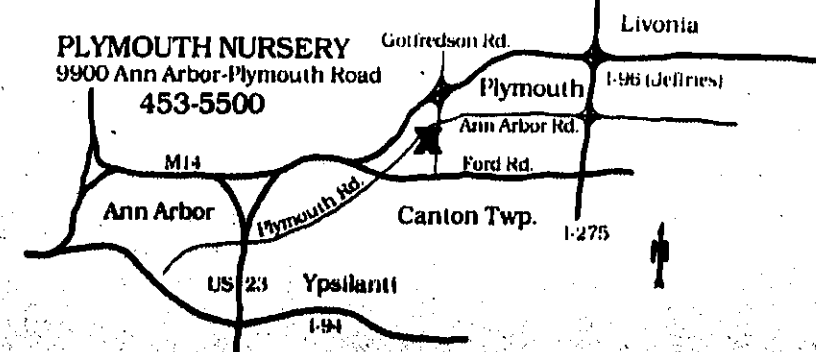 PLYMOUTH NURSERY
9900 Ann Arbor-Plymouth Road
453-5500
Gotfredson Rd.
Livonia
Plymouth
I-96 (Jeffries)
Ann Arbor Rd.
M14
Ford Rd.
Ann Arbor
Plymouth Rd.
Canton Twp.
I-275
US 23
Ypsilanti
I-94
N